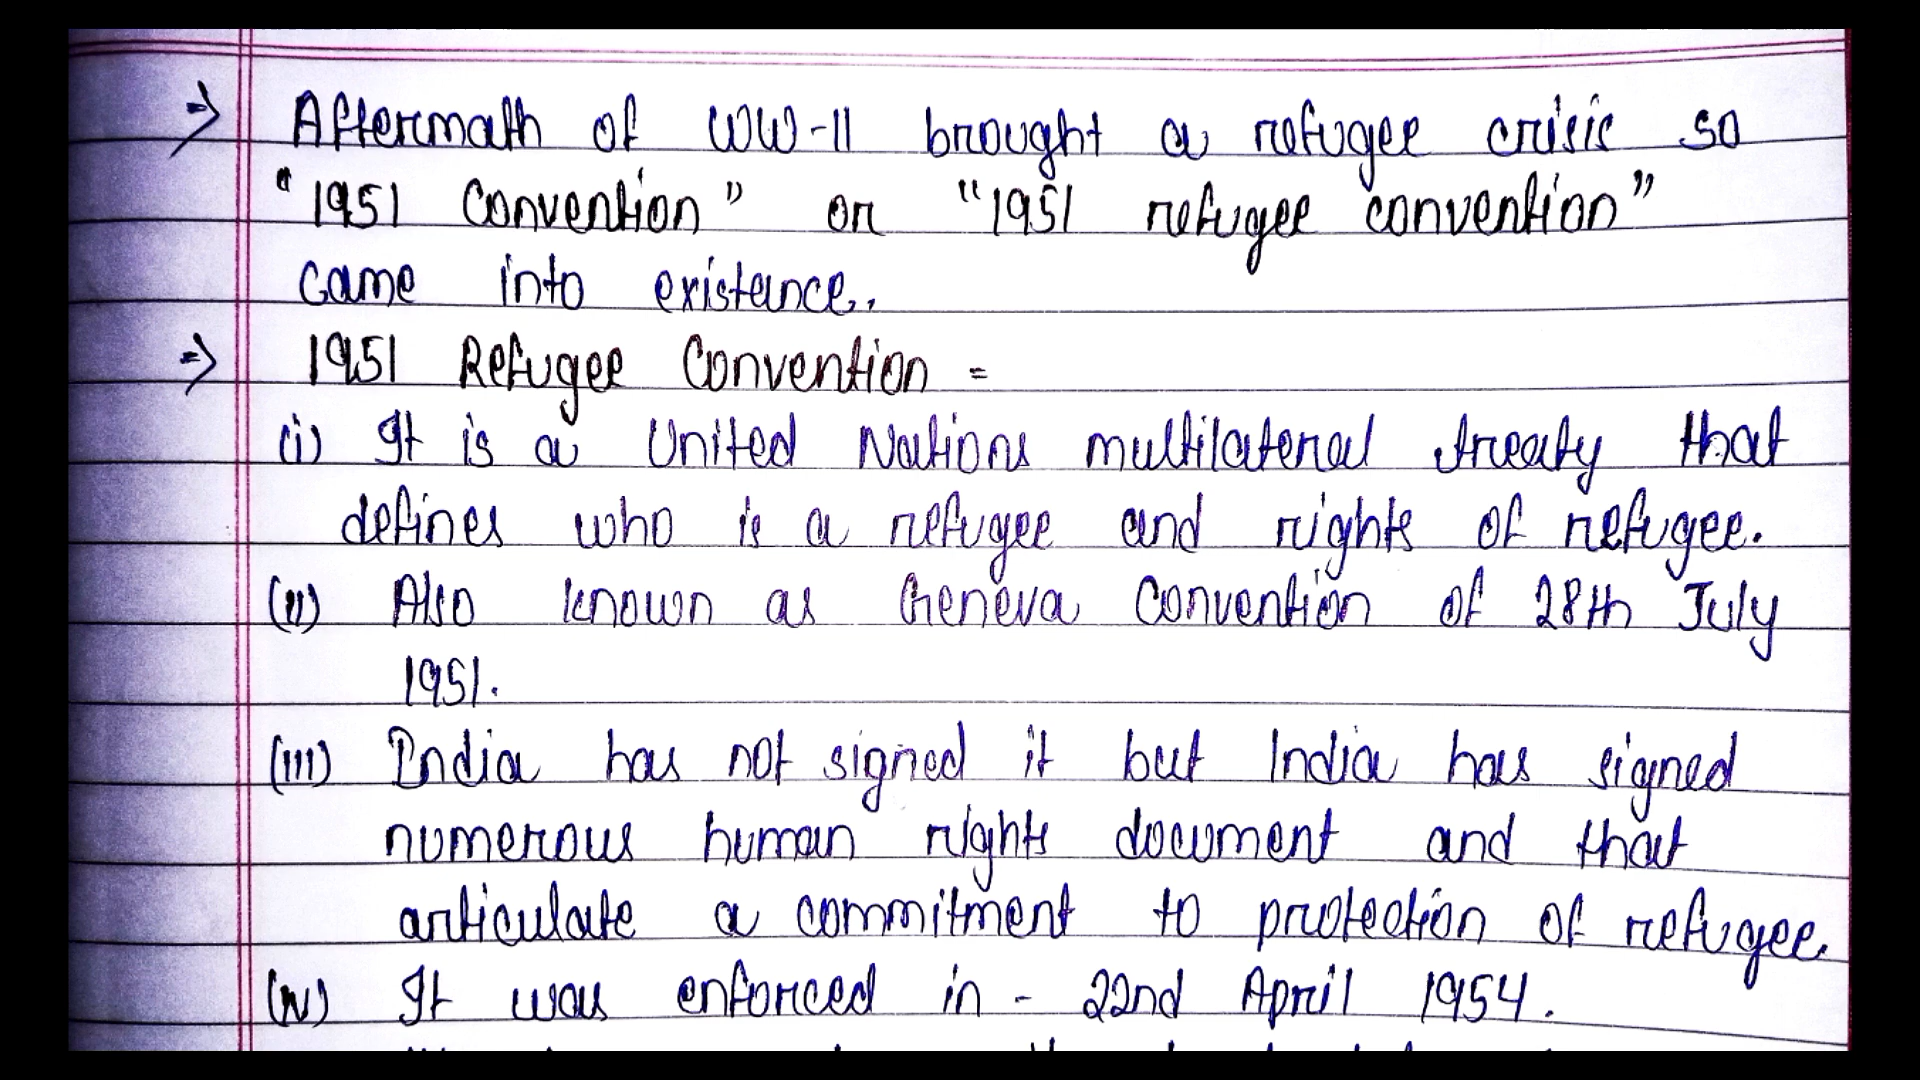 ⇒ Aftermath of WW-II brought a refugee crisis so
"1951 Convention" or "1951 refugee convention"
came into existence.
⇒ 1951 Refugee Convention =
(i) It is a United Nations multilateral treaty that
defines who is a refugee and rights of refugee.
(ii) Also known as Geneva Convention of 28th July
1951.
(iii) India has not signed it but India has signed
numerous human rights document and that
articulate a commitment to protection of refugee.
(iv) It was enforced in - 22nd April 1954.